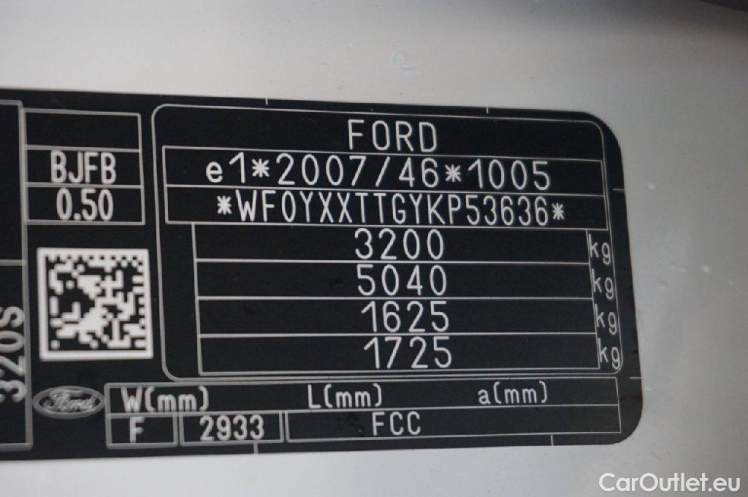 FORD
BJFB
e1*2007/46*1005
0.50
*WF0YXXTTGYKP53636*
3200 kg
5040 kg
1625 kg
1725 kg
320S
Ford
W(mm) L(mm) a(mm)
F 2933 FCC
CarOutlet.eu